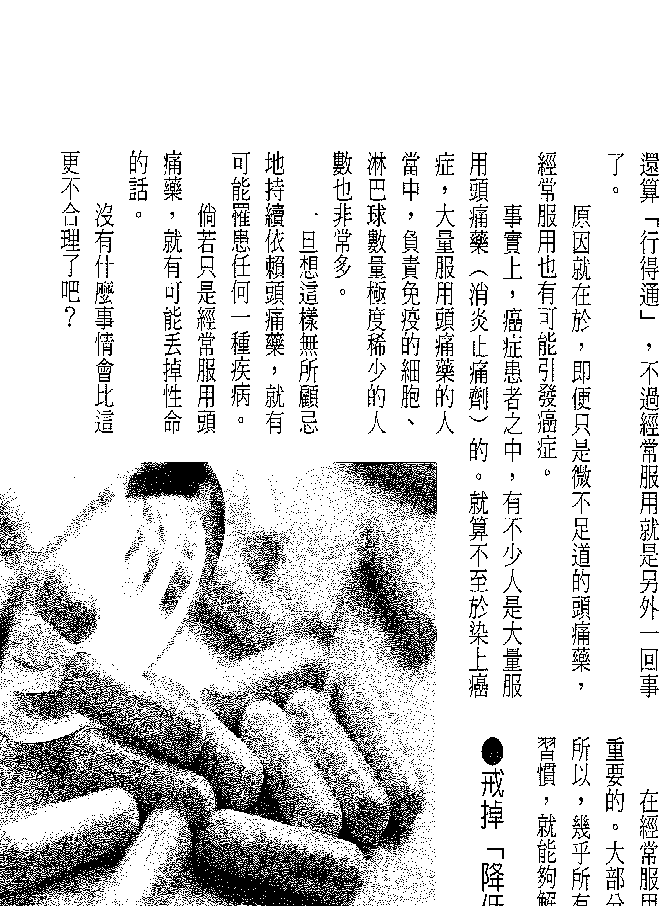 還算「行得通」，不過經常服用就是另外一回事
了。
原因就在於，即便只是微不足道的頭痛藥，
經常服用也有可能引發癌症。
事實上，癌症患者之中，有不少人是大量服
用頭痛藥（消炎止痛劑）的。就算不至於染上癌
症，大量服用頭痛藥的人
當中，負責免疫的細胞、
淋巴球數量極度稀少的人
數也非常多。
一旦想這樣無所顧忌
地持續依賴頭痛藥，就有
可能罹患任何一種疾病。
倘若只是經常服用頭
痛藥，就有可能丟掉性命
的話。
沒有什麼事情會比這
更不合理了吧？
在經常服用
重要的。大部分
所以，幾乎所有
習慣，就能夠解
●戒掉「降低